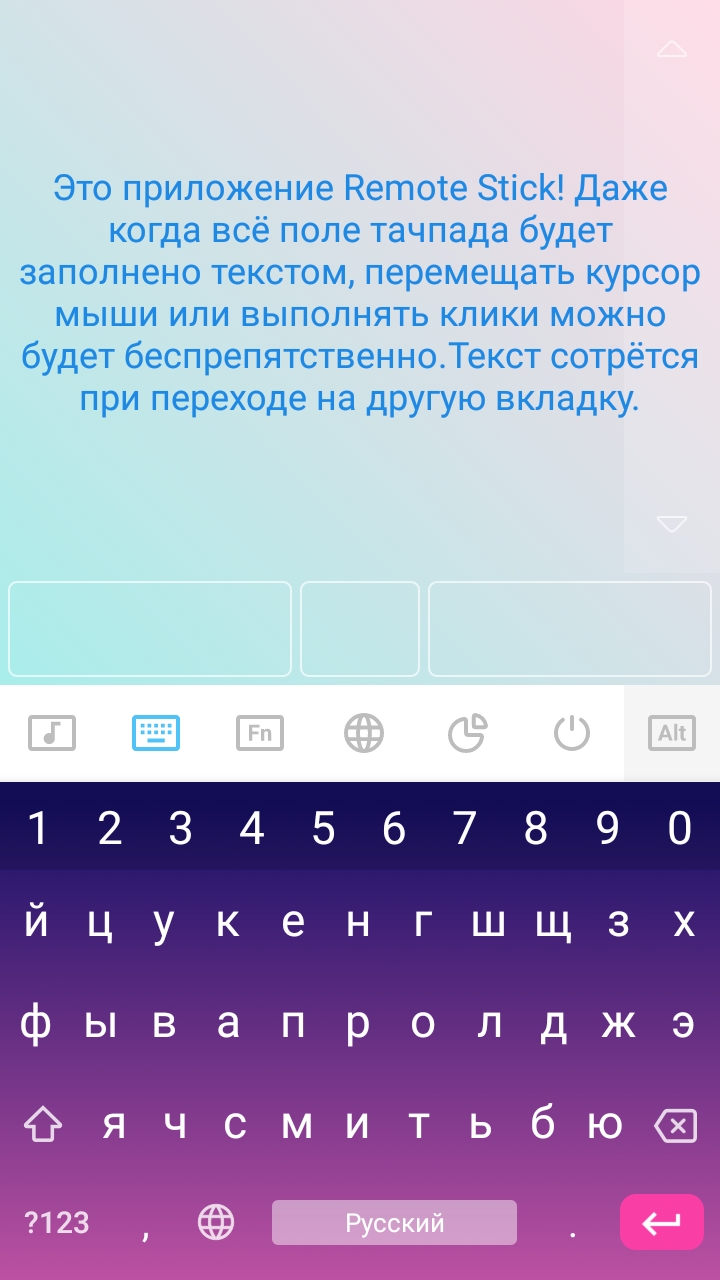 Это приложение Remote Stick! Даже
когда всё поле тачпада будет
заполнено текстом, перемещать курсор
мыши или выполнять клики можно
будет беспрепятственно.Текст сотрётся
при переходе на другую вкладку.
Fn Alt
1 2 3 4 5 6 7 8 9 0
й ц у к е н г ш щ з х
ф ы в а п р о л д ж э
я ч с м и т ь б ю
?123 , Русский .